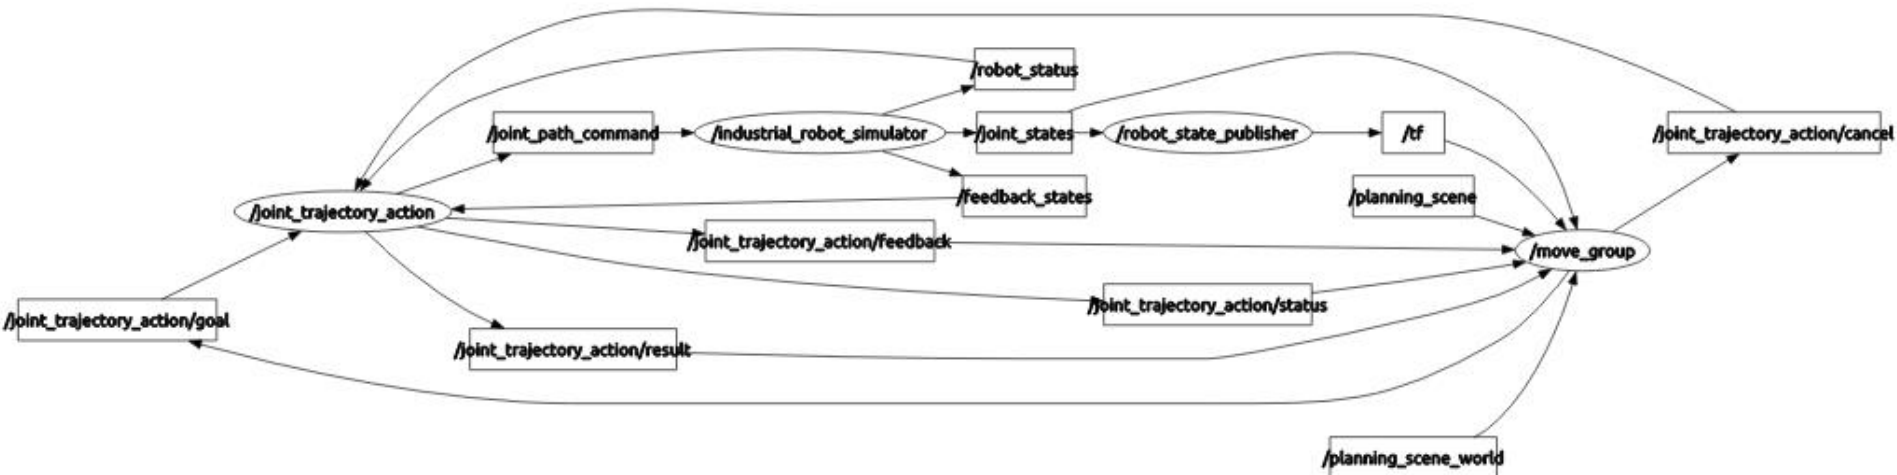 /robot_status
/joint_path_command
/industrial_robot_simulator
/joint_states
/robot_state_publisher
/tf
/joint_trajectory_action/cancel
/feedback_states
/planning_scene
/joint_trajectory_action
/joint_trajectory_action/feedback
/move_group
/joint_trajectory_action/status
/joint_trajectory_action/goal
/joint_trajectory_action/result
/planning_scene_world